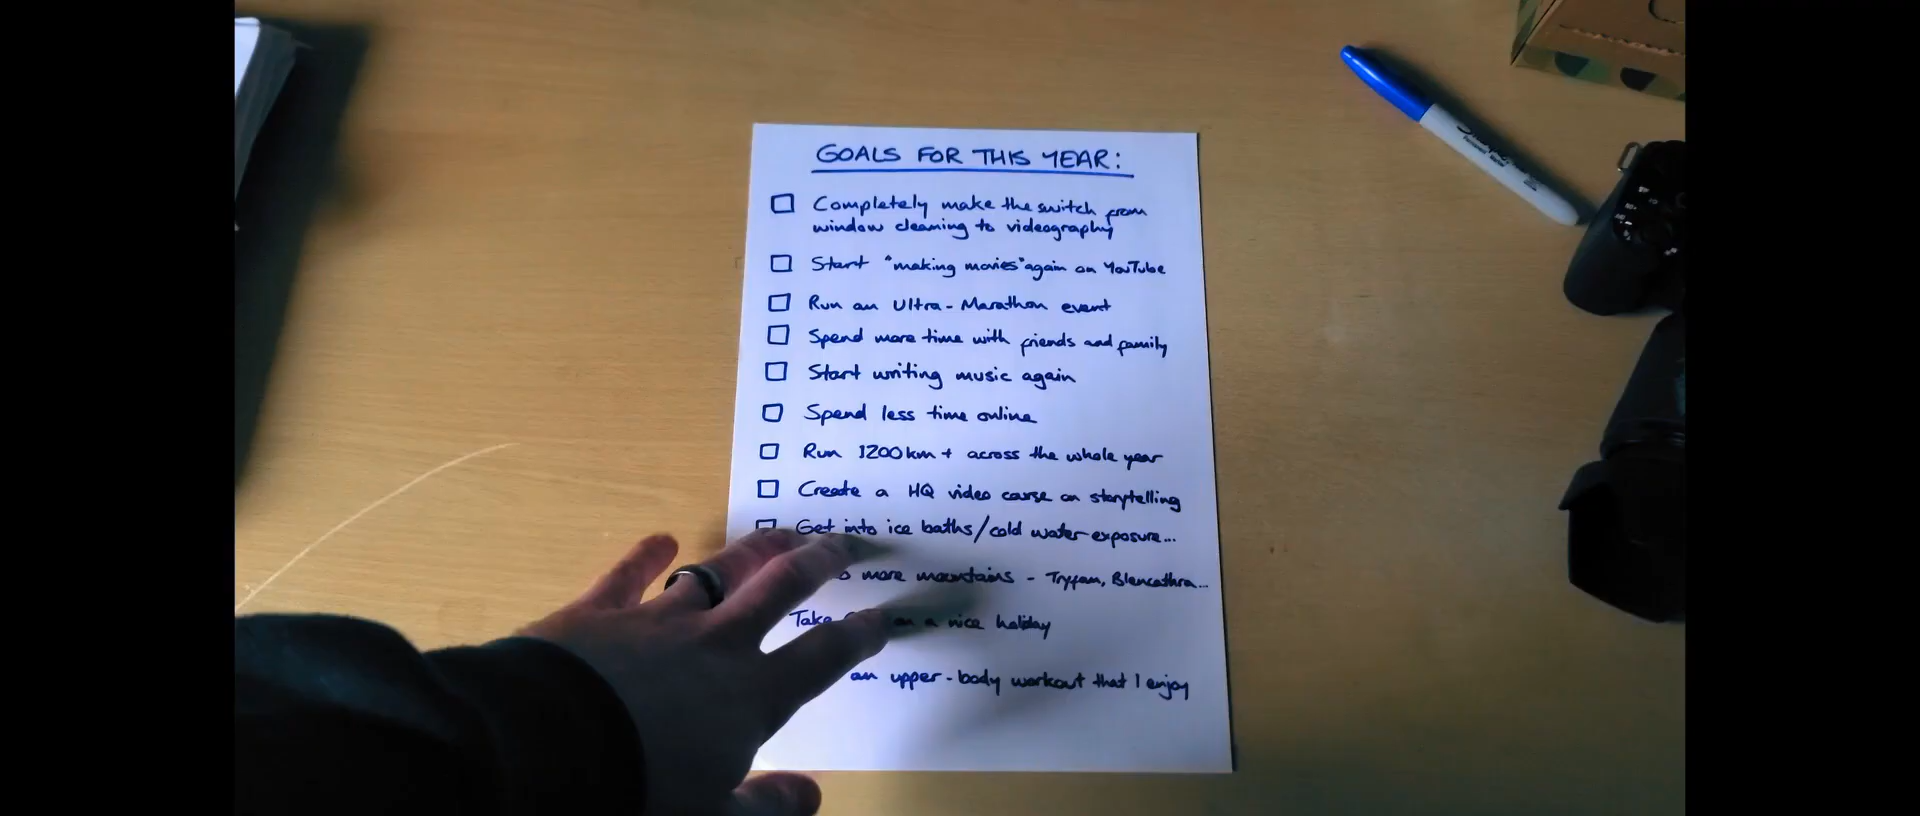 GOALS FOR THIS YEAR:
Completely make the switch from
window cleaning to videography
Start "making movies" again on YouTube
Run an Ultra-Marathon event
Spend more time with friends and family
Start writing music again
Spend less time online
Run 1200km+ across the whole year
Create a HQ video course on storytelling
Get into ice baths/cold water exposure...
more mountains - Tryfan, Blencathra...
Take on a nice holiday
an upper-body workout that I enjoy
Sharpie